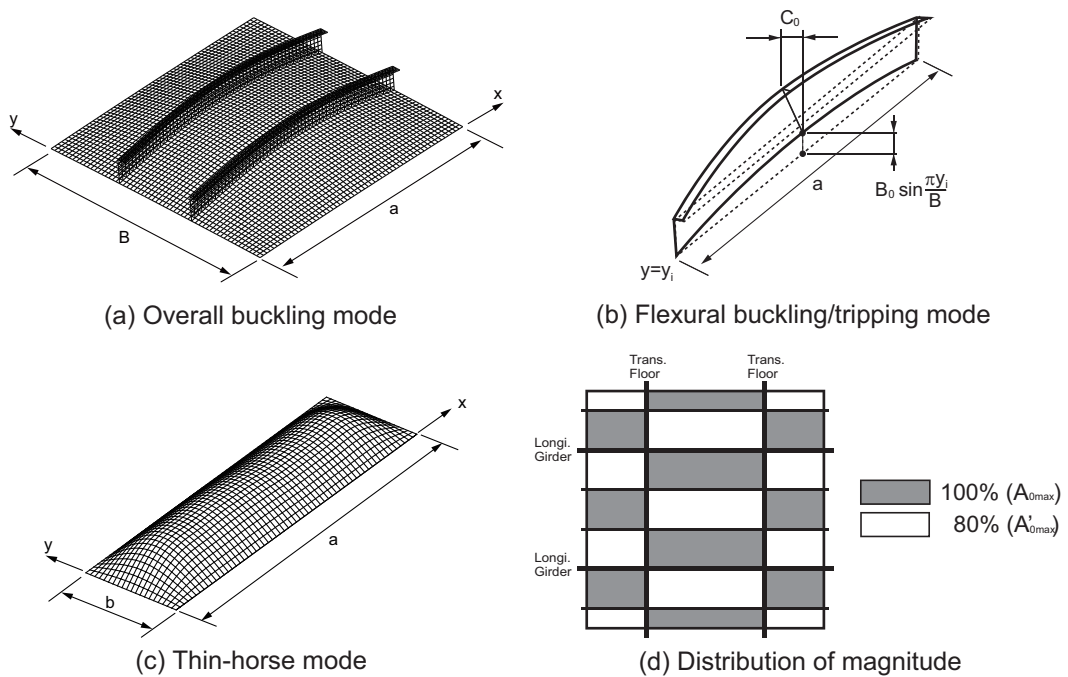 y
x
B
a
(a) Overall buckling mode
C₀
a
B₀ sin πyᵢ/B
y=yᵢ
(b) Flexural buckling/tripping mode
x
y
a
b
(c) Thin-horse mode
Trans. Floor
Trans. Floor
Longi. Girder
Longi. Girder
100% (A₀max)
80% (A'₀max)
(d) Distribution of magnitude